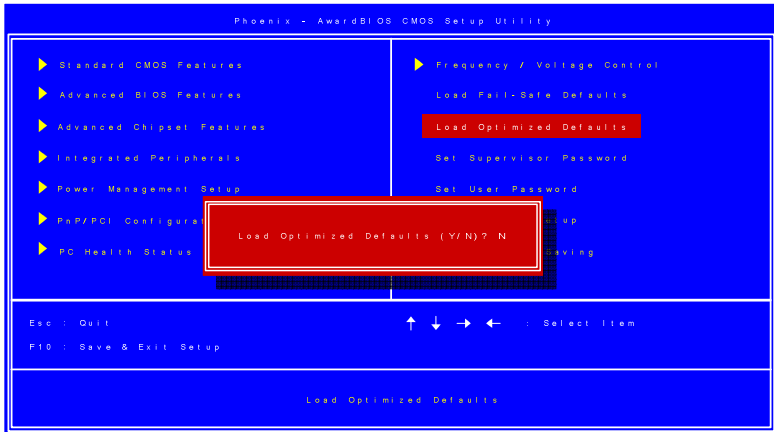 Phoenix - AwardBIOS CMOS Setup Utility
Standard CMOS Features
Advanced BIOS Features
Advanced Chipset Features
Integrated Peripherals
Power Management Setup
PnP/PCI Configurat
PC Health Status
Frequency / Voltage Control
Load Fail-Safe Defaults
Load Optimized Defaults
Set Supervisor Password
Set User Password
tup
Saving
Load Optimized Defaults (Y/N)? N
Esc : Quit
F10 : Save & Exit Setup
↑ ↓ → ← : Select Item
Load Optimized Defaults